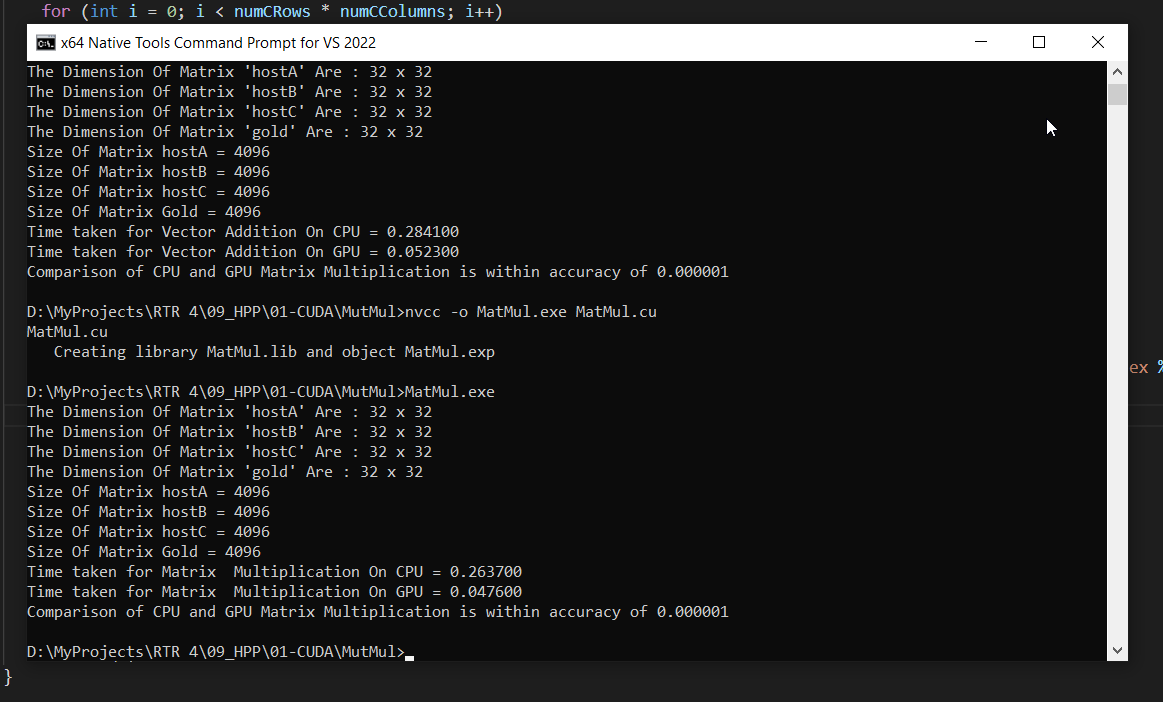 for (int i = 0; i < numCRows * numCColumns; i++)
x64 Native Tools Command Prompt for VS 2022
The Dimension Of Matrix 'hostA' Are : 32 x 32
The Dimension Of Matrix 'hostB' Are : 32 x 32
The Dimension Of Matrix 'hostC' Are : 32 x 32
The Dimension Of Matrix 'gold' Are : 32 x 32
Size Of Matrix hostA = 4096
Size Of Matrix hostB = 4096
Size Of Matrix hostC = 4096
Size Of Matrix Gold = 4096
Time taken for Vector Addition On CPU = 0.284100
Time taken for Vector Addition On GPU = 0.052300
Comparison of CPU and GPU Matrix Multiplication is within accuracy of 0.000001
D:\MyProjects\RTR 4\09_HPP\01-CUDA\MutMul>nvcc -o MatMul.exe MatMul.cu
MatMul.cu
   Creating library MatMul.lib and object MatMul.exp
D:\MyProjects\RTR 4\09_HPP\01-CUDA\MutMul>MatMul.exe
ex %
The Dimension Of Matrix 'hostA' Are : 32 x 32
The Dimension Of Matrix 'hostB' Are : 32 x 32
The Dimension Of Matrix 'hostC' Are : 32 x 32
The Dimension Of Matrix 'gold' Are : 32 x 32
Size Of Matrix hostA = 4096
Size Of Matrix hostB = 4096
Size Of Matrix hostC = 4096
Size Of Matrix Gold = 4096
Time taken for Matrix  Multiplication On CPU = 0.263700
Time taken for Matrix  Multiplication On GPU = 0.047600
Comparison of CPU and GPU Matrix Multiplication is within accuracy of 0.000001
D:\MyProjects\RTR 4\09_HPP\01-CUDA\MutMul>
}